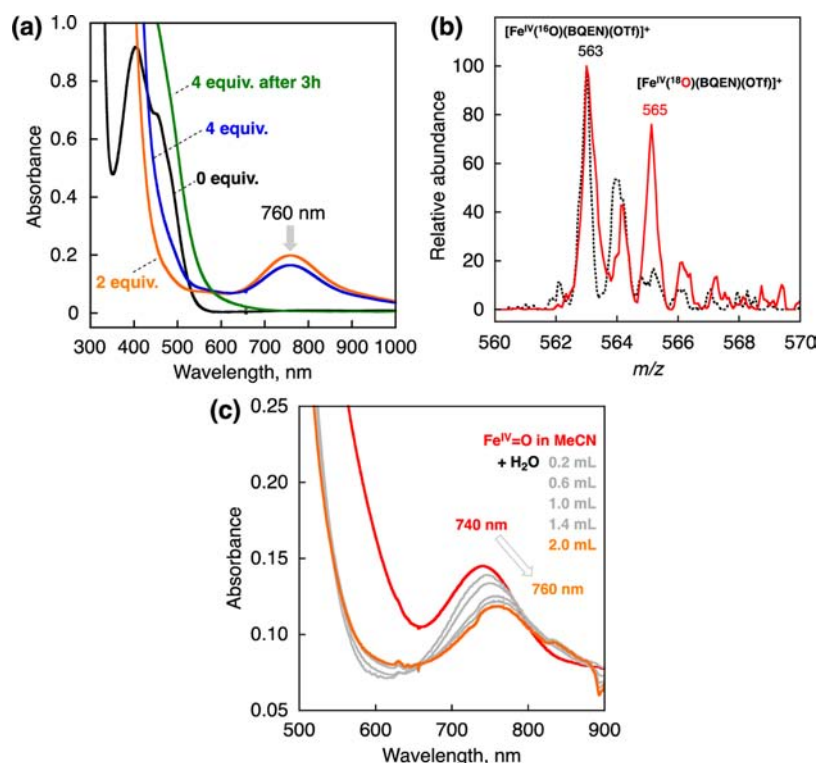 (a)
1.0
0.8
0.6
0.4
0.2
0
Absorbance
4 equiv. after 3h
4 equiv.
0 equiv.
760 nm
2 equiv.
300 400 500 600 700 800 900 1000
Wavelength, nm
(b)
[Feᴵⱽ(¹⁶O)(BQEN)(OTf)]⁺
563
[Feᴵⱽ(¹⁸O)(BQEN)(OTf)]⁺
565
100
80
60
40
20
0
Relative abundance
560 562 564 566 568 570
m/z
(c)
0.25
0.20
0.15
0.10
0.05
Absorbance
Feᴵⱽ=O in MeCN
+ H₂O 0.2 mL
0.6 mL
1.0 mL
1.4 mL
2.0 mL
740 nm
760 nm
500 600 700 800 900
Wavelength, nm